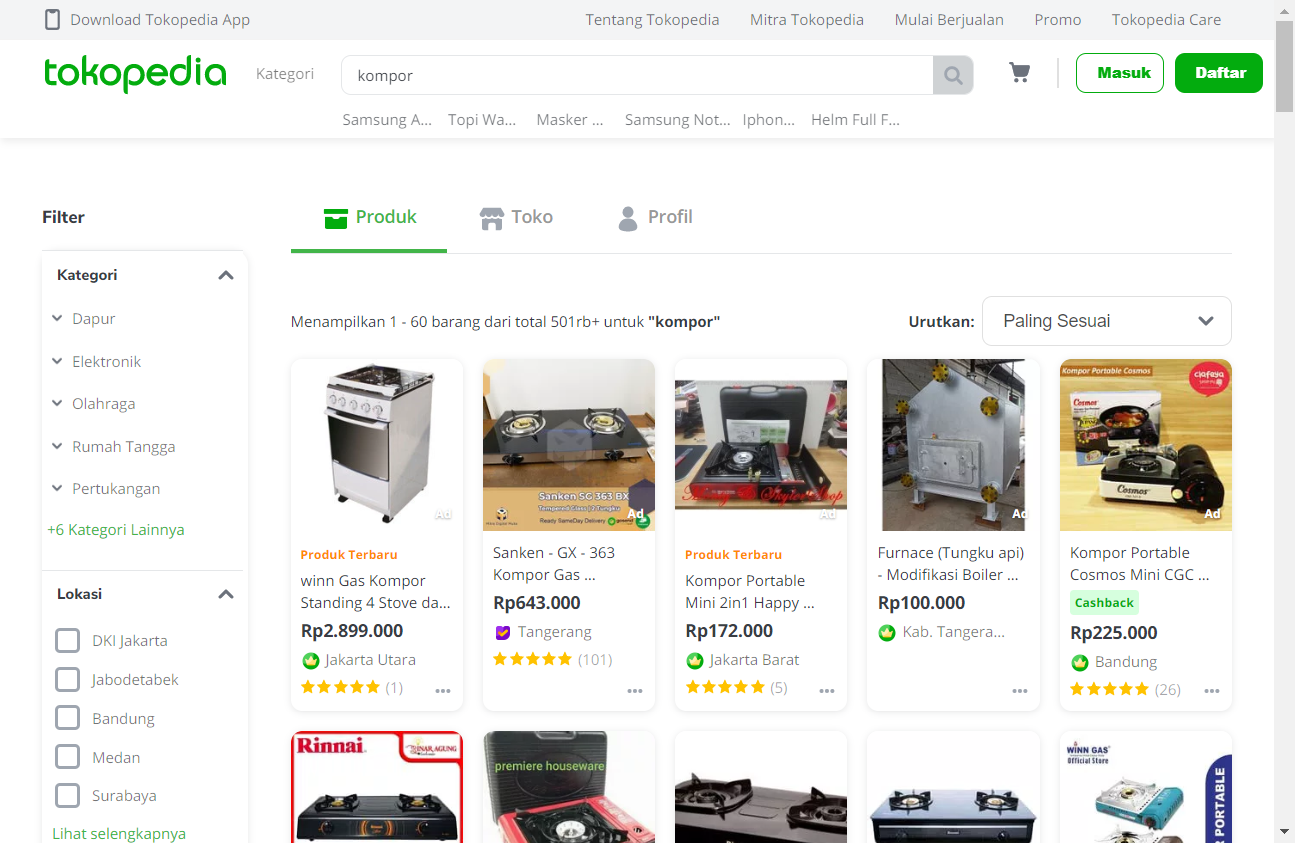 Download Tokopedia App
Tentang Tokopedia
Mitra Tokopedia
Mulai Berjualan
Promo
Tokopedia Care
tokopedia
Kategori
kompor
Masuk
Daftar
Samsung A...
Topi Wa...
Masker ...
Samsung Not...
Iphon...
Helm Full F...
Filter
Produk
Toko
Profil
Kategori
Dapur
Elektronik
Olahraga
Rumah Tangga
Pertukangan
+6 Kategori Lainnya
Lokasi
DKI Jakarta
Jabodetabek
Bandung
Medan
Surabaya
Lihat selengkapnya
Menampilkan 1 - 60 barang dari total 501rb+ untuk "kompor"
Urutkan:
Paling Sesuai
Ad
Produk Terbaru
winn Gas Kompor
Standing 4 Stove da...
Rp2.899.000
Jakarta Utara
(1)
Sanken SG 363 BX
Tempered Glass | 2 Tungku
Ready SameDay Delivery
Ad
Sanken - GX - 363
Kompor Gas ...
Rp643.000
Tangerang
(101)
Ad
Produk Terbaru
Kompor Portable
Mini 2in1 Happy ...
Rp172.000
Jakarta Barat
(5)
Ad
Furnace (Tungku api)
- Modifikasi Boiler ...
Rp100.000
Kab. Tangera...
Kompor Portable Cosmos
Cosmos
Cosmos
Ad
Kompor Portable
Cosmos Mini CGC ...
Cashback
Rp225.000
Bandung
(26)
Rinnai
SINAR AGUNG
premiere houseware
WINN GAS
Official Store
R PORTABLE